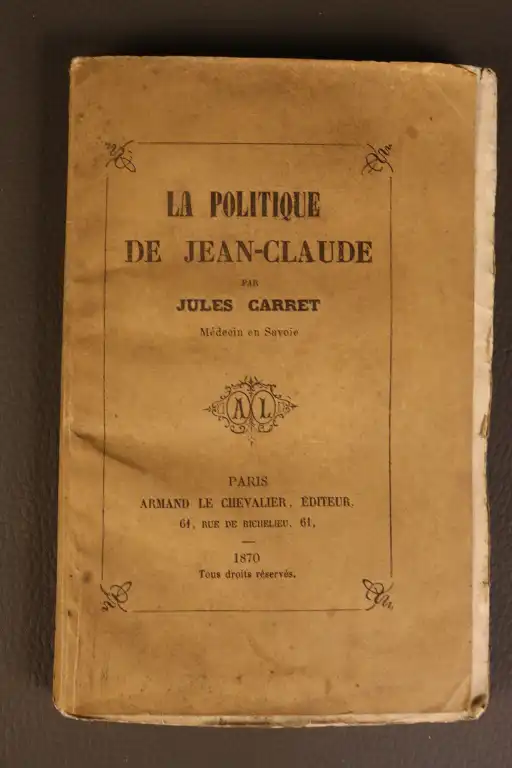 LA POLITIQUE
DE JEAN-CLAUDE
PAR
JULES CARRET
Médecin en Savoie
A L
PARIS
ARMAND LE CHEVALIER, ÉDITEUR,
61, RUE DE RICHELIEU, 61,
1870
Tous droits réservés.